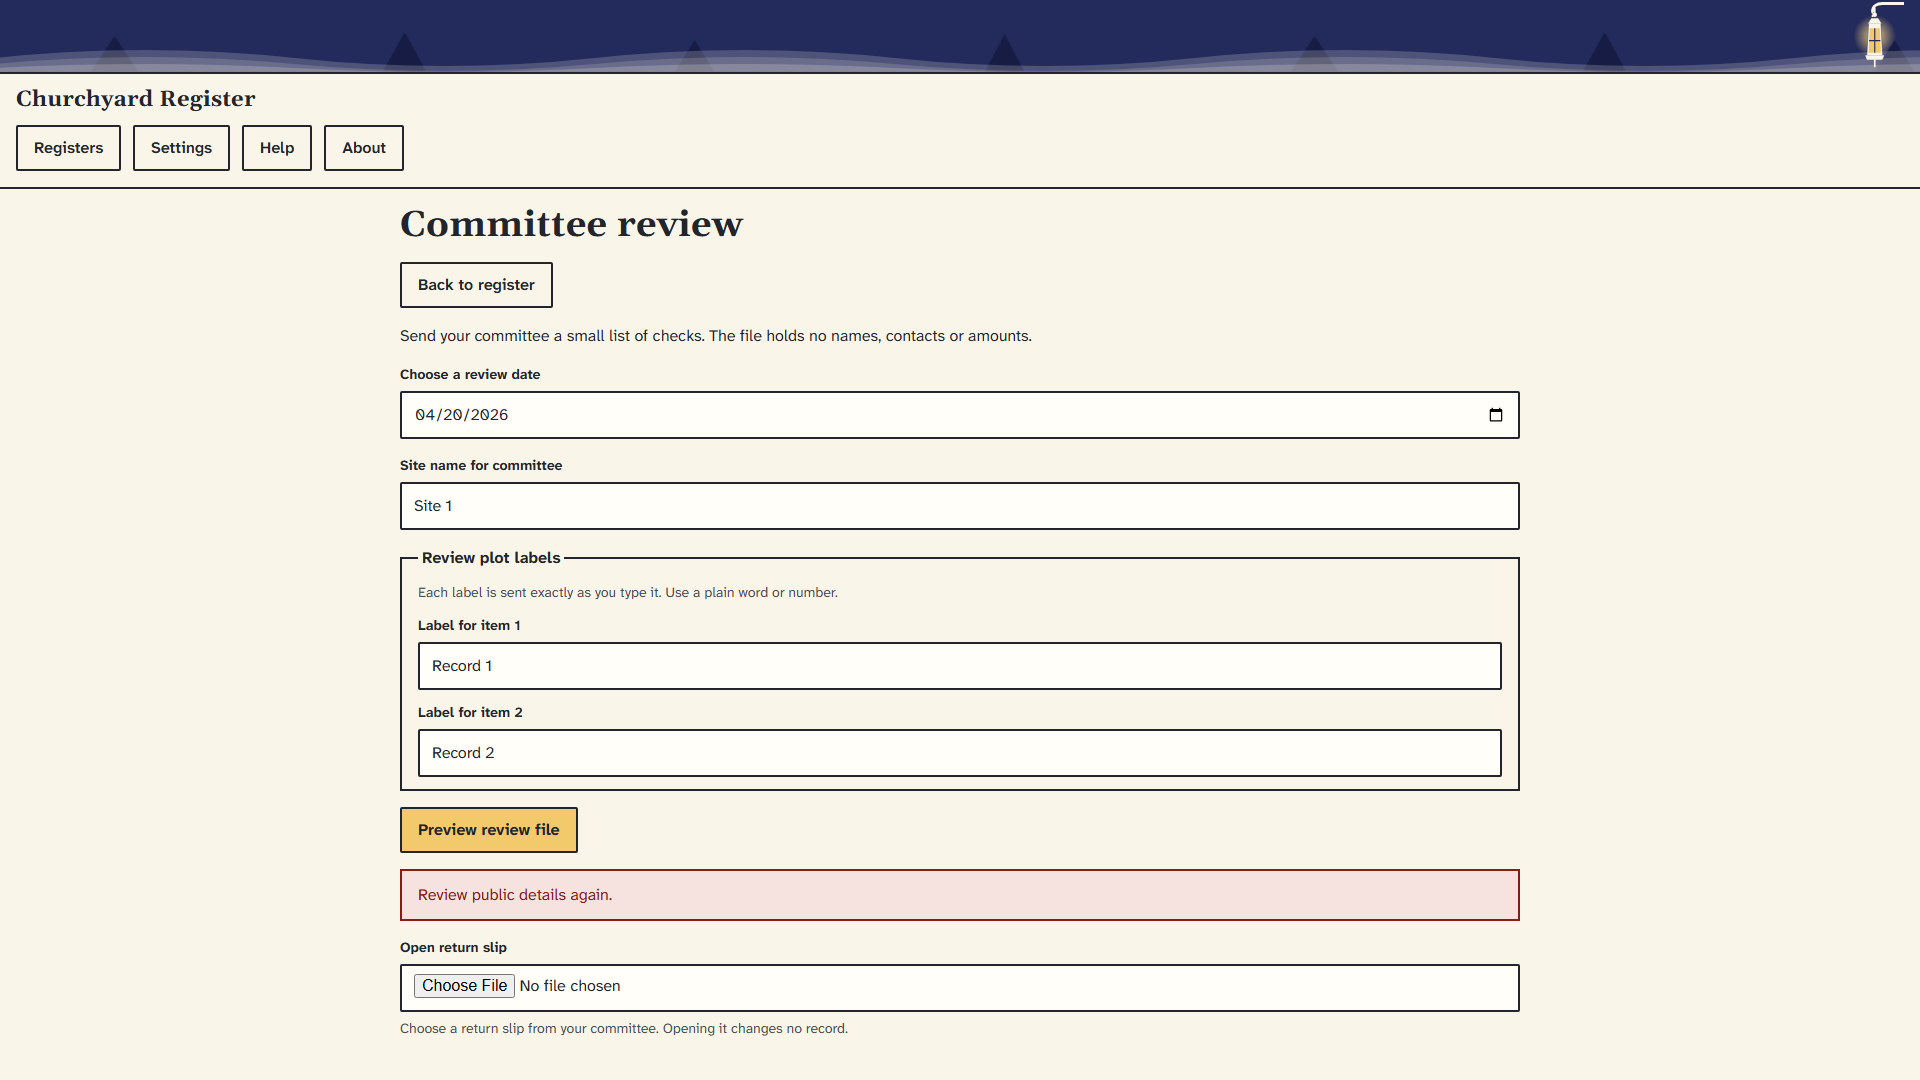 Churchyard Register
Registers
Settings
Help
About
Committee review
Back to register
Send your committee a small list of checks. The file holds no names, contacts or amounts.
Choose a review date
04/20/2026
Site name for committee
Site 1
Review plot labels
Each label is sent exactly as you type it. Use a plain word or number.
Label for item 1
Record 1
Label for item 2
Record 2
Preview review file
Review public details again.
Open return slip
Choose File No file chosen
Choose a return slip from your committee. Opening it changes no record.